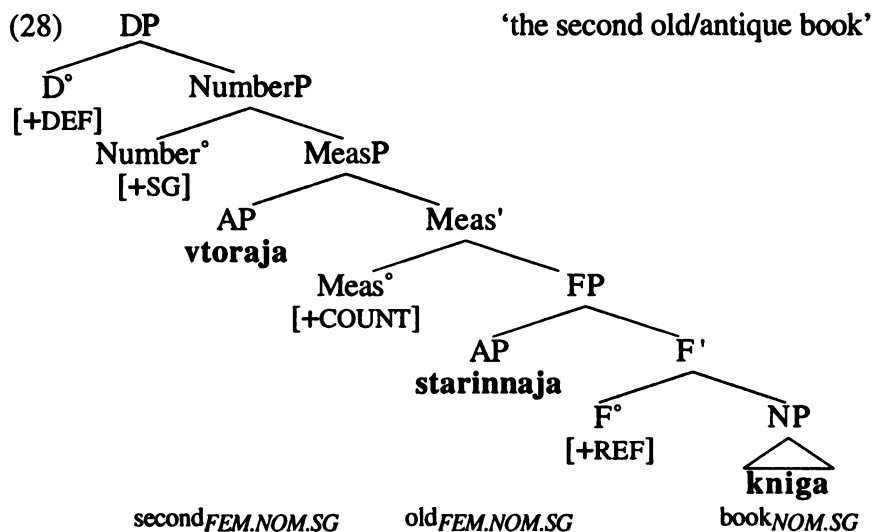 (28) DP 'the second old/antique book'
D° NumberP
[+DEF]
Number° MeasP
[+SG]
AP Meas'
vtoraja
Meas° FP
[+COUNT]
AP F'
starinnaja
F° NP
[+REF]
kniga
secondFEM.NOM.SG oldFEM.NOM.SG bookNOM.SG